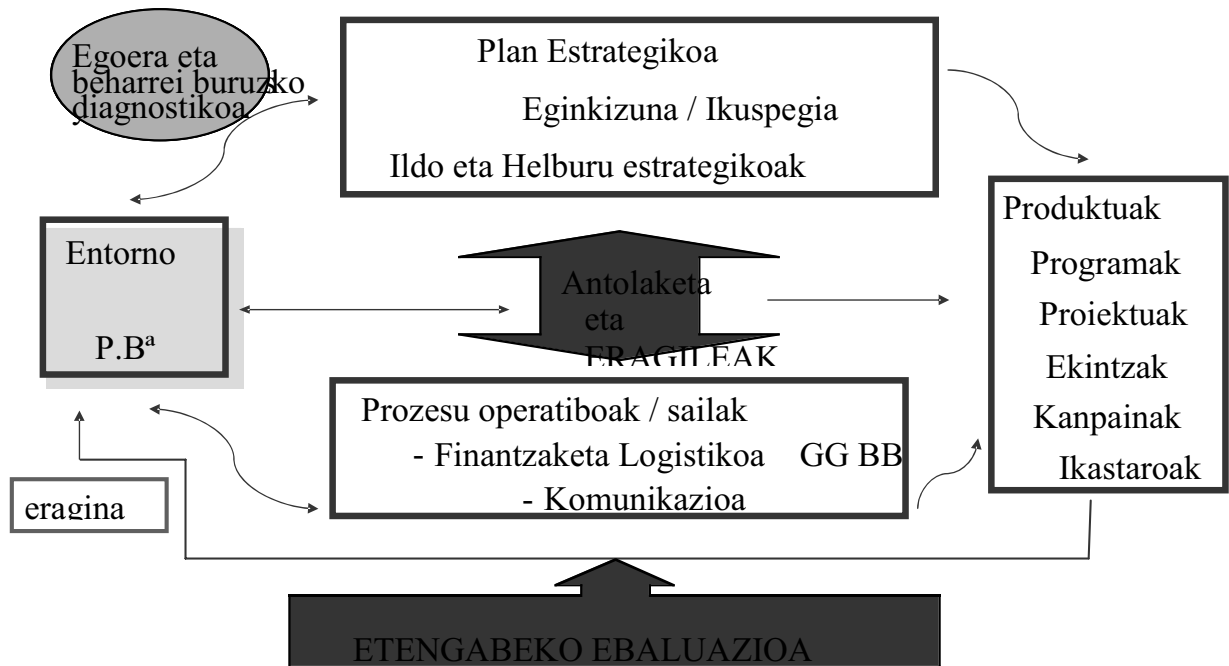 Egoera eta
beharrei buruzko
diagnostikoa
Plan Estrategikoa
Eginkizuna / Ikuspegia
Ildo eta Helburu estrategikoak
Entorno
P.Bª
Antolaketa
eta
ERAGILEAK
Produktuak
Programak
Proiektuak
Ekintzak
Kanpainak
Ikastaroak
Prozesu operatiboak / sailak
- Finantzaketa Logistikoa GG BB
- Komunikazioa
eragina
ETENGABEKO EBALUAZIOA